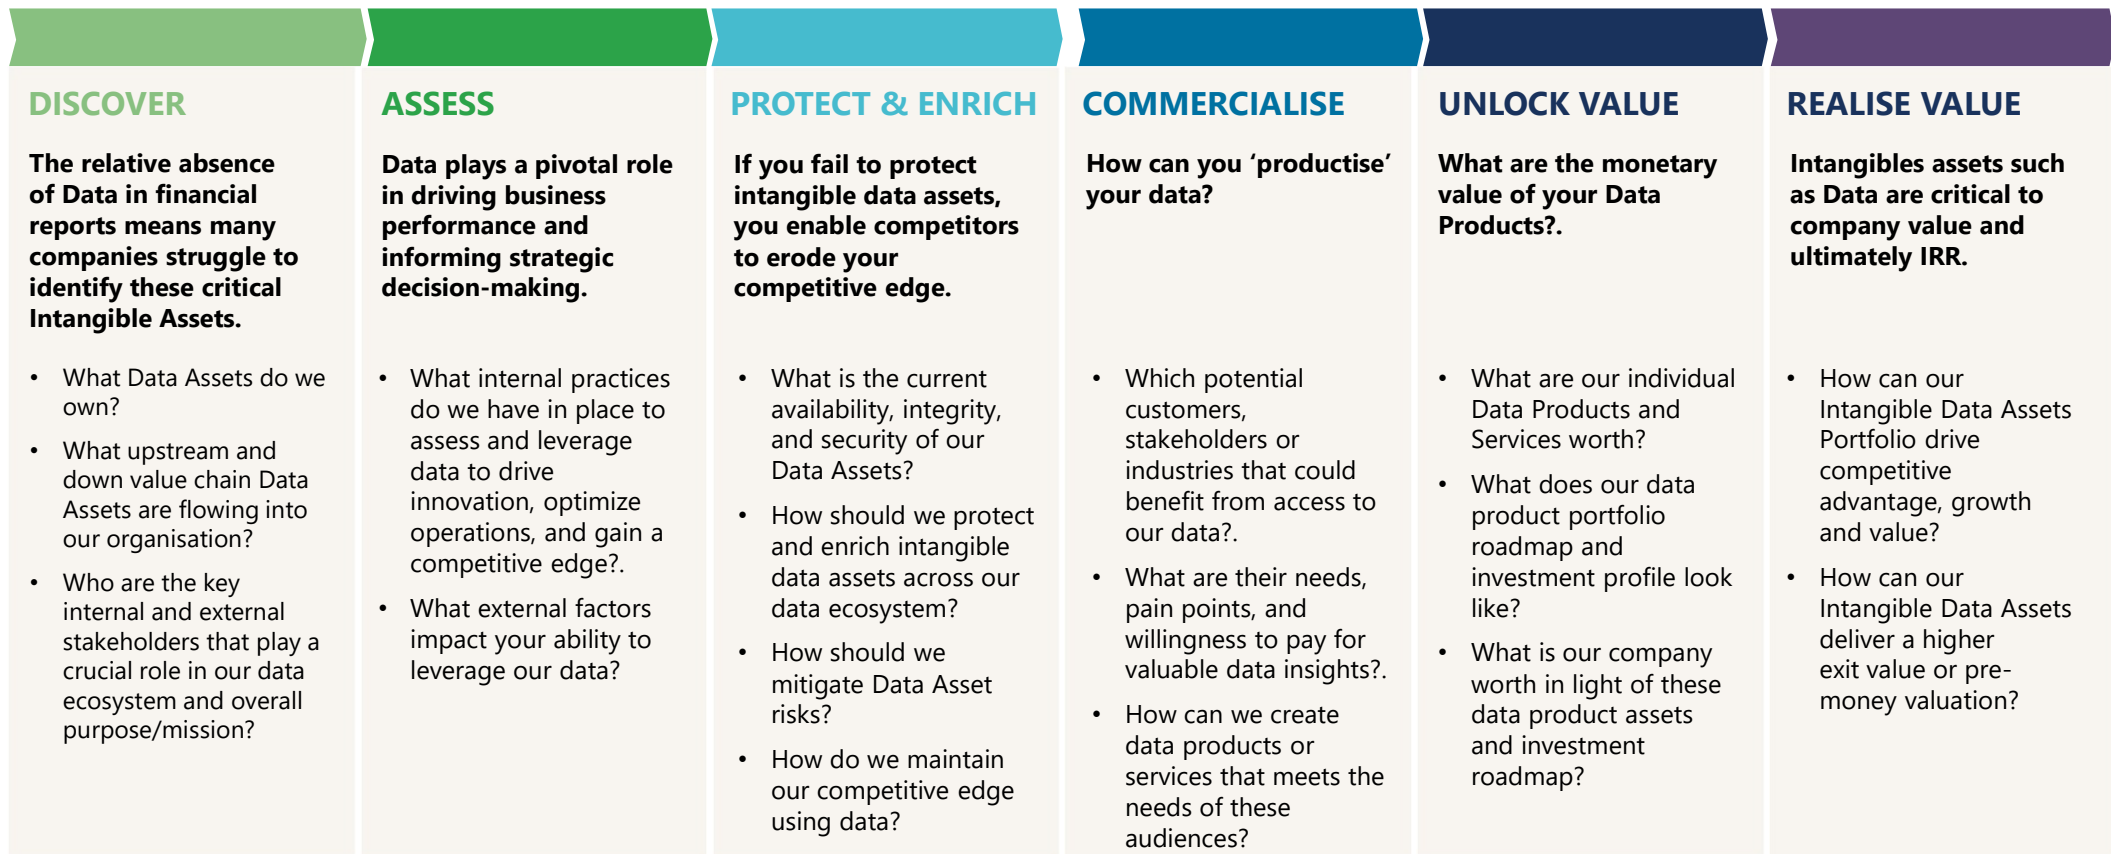 DISCOVER
The relative absence
of Data in financial
reports means many
companies struggle to
identify these critical
Intangible Assets.
• What Data Assets do we
own?
• What upstream and
down value chain Data
Assets are flowing into
our organisation?
• Who are the key
internal and external
stakeholders that play a
crucial role in our data
ecosystem and overall
purpose/mission?
ASSESS
Data plays a pivotal role
in driving business
performance and
informing strategic
decision-making.
• What internal practices
do we have in place to
assess and leverage
data to drive
innovation, optimize
operations, and gain a
competitive edge?.
• What external factors
impact your ability to
leverage our data?
PROTECT & ENRICH
If you fail to protect
intangible data assets,
you enable competitors
to erode your
competitive edge.
• What is the current
availability, integrity,
and security of our
Data Assets?
• How should we protect
and enrich intangible
data assets across our
data ecosystem?
• How should we
mitigate Data Asset
risks?
• How do we maintain
our competitive edge
using data?
COMMERCIALISE
How can you ‘productise’
your data?
• Which potential
customers,
stakeholders or
industries that could
benefit from access to
our data?.
• What are their needs,
pain points, and
willingness to pay for
valuable data insights?.
• How can we create
data products or
services that meets the
needs of these
audiences?
UNLOCK VALUE
What are the monetary
value of your Data
Products?.
• What are our individual
Data Products and
Services worth?
• What does our data
product portfolio
roadmap and
investment profile look
like?
• What is our company
worth in light of these
data product assets
and investment
roadmap?
REALISE VALUE
Intangibles assets such
as Data are critical to
company value and
ultimately IRR.
• How can our
Intangible Data Assets
Portfolio drive
competitive
advantage, growth
and value?
• How can our
Intangible Data Assets
deliver a higher
exit value or pre-
money valuation?